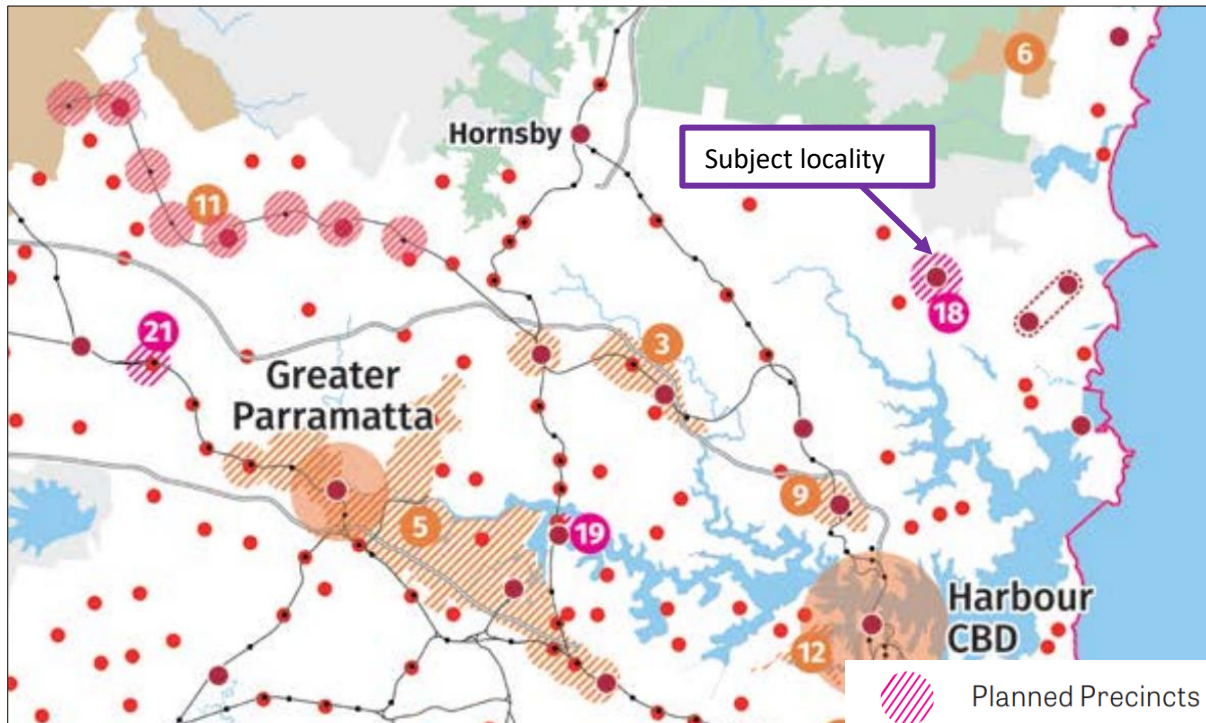 6
Hornsby
Subject locality
11
18
21
3
Greater
Parramatta
9
5
19
Harbour
CBD
12
Planned Precincts